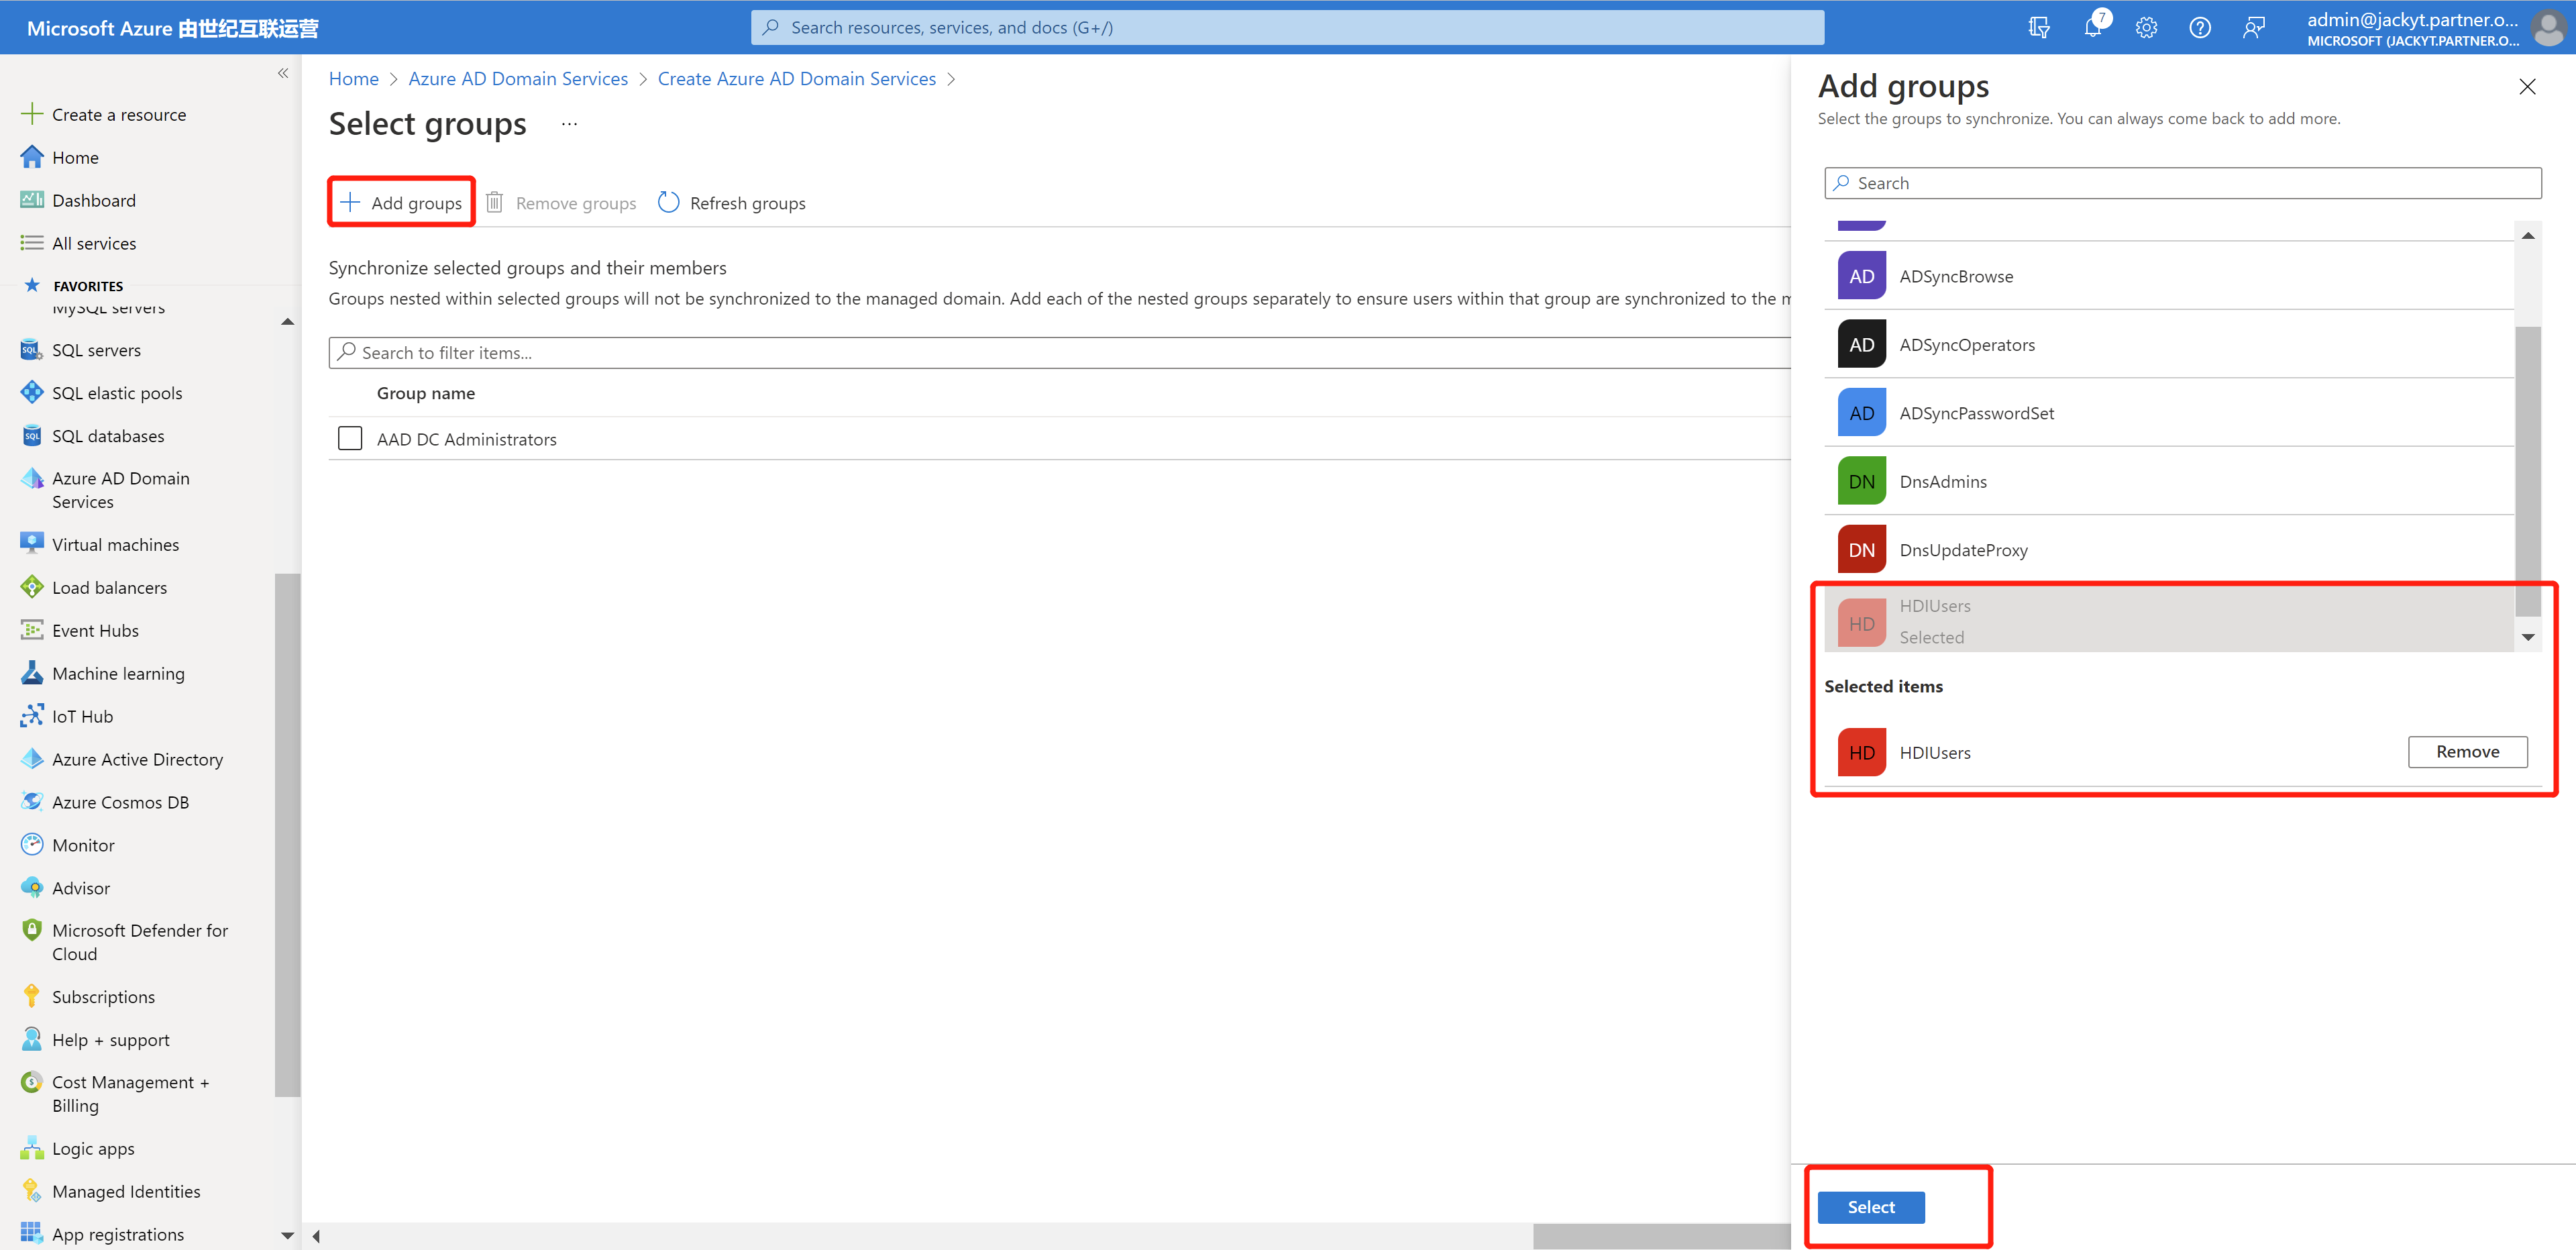 Microsoft Azure 由世纪互联运营
Search resources, services, and docs (G+/)
7
admin@jackyt.partner.o...
MICROSOFT (JACKYT.PARTNER.O...
Create a resource
Home
Dashboard
All services
FAVORITES
MySQL servers
SQL servers
SQL elastic pools
SQL databases
Azure AD Domain
Services
Virtual machines
Load balancers
Event Hubs
Machine learning
IoT Hub
Azure Active Directory
Azure Cosmos DB
Monitor
Advisor
Microsoft Defender for
Cloud
Subscriptions
Help + support
Cost Management +
Billing
Logic apps
Managed Identities
App registrations
Home > Azure AD Domain Services > Create Azure AD Domain Services >
Select groups ...
Add groups
Remove groups
Refresh groups
Synchronize selected groups and their members
Groups nested within selected groups will not be synchronized to the managed domain. Add each of the nested groups separately to ensure users within that group are synchronized to the m
Search to filter items...
Group name
AAD DC Administrators
Add groups
Select the groups to synchronize. You can always come back to add more.
Search
AD ADSyncBrowse
AD ADSyncOperators
AD ADSyncPasswordSet
DN DnsAdmins
DN DnsUpdateProxy
HD HDIUsers
Selected
Selected items
HD HDIUsers
Remove
Select